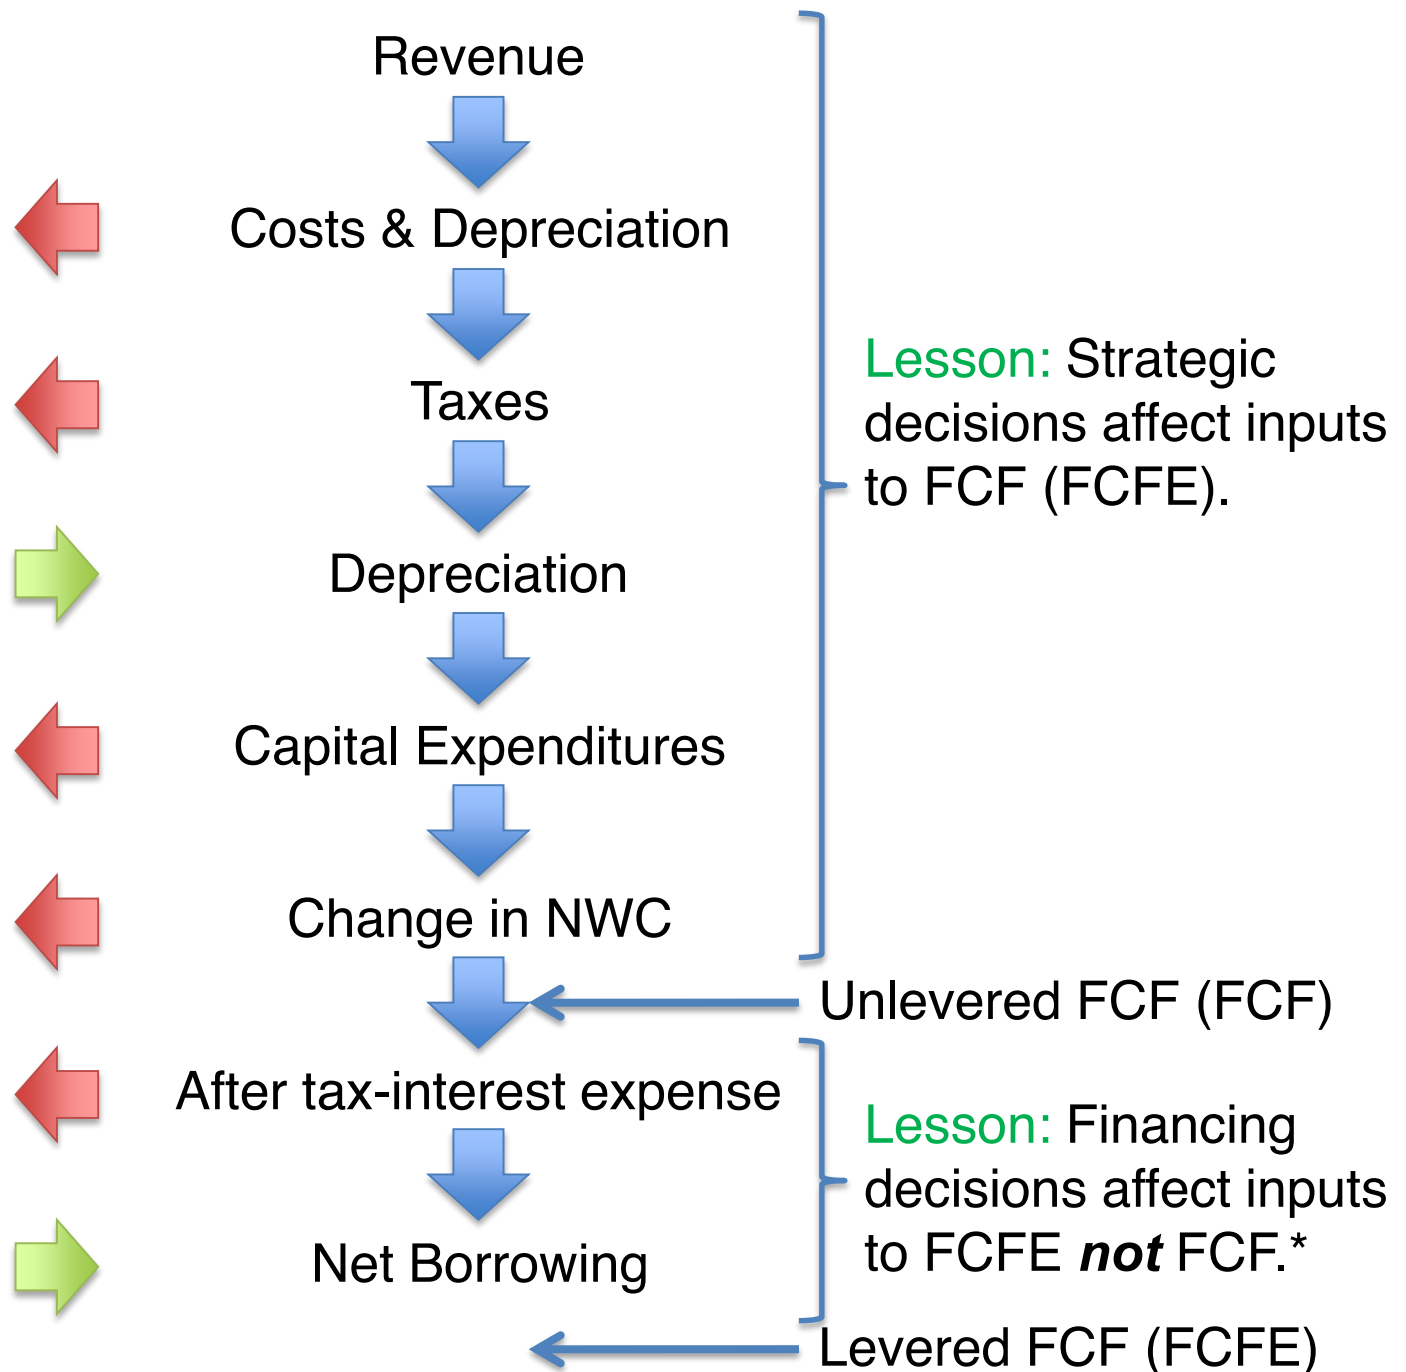 Revenue
Costs & Depreciation
Taxes
Depreciation
Capital Expenditures
Change in NWC
Lesson: Strategic
decisions affect inputs
to FCF (FCFE).
Unlevered FCF (FCF)
After tax-interest expense
Net Borrowing
Lesson: Financing
decisions affect inputs
to FCFE not FCF.*
Levered FCF (FCFE)